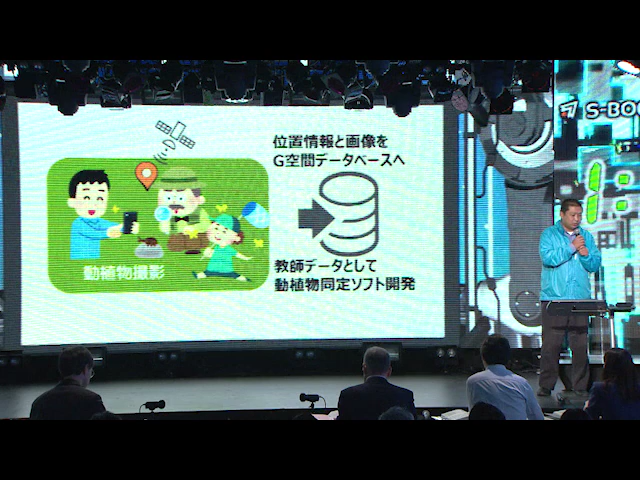 位置情報と画像を
G空間データベースへ
動植物撮影
教師データとして
動植物同定ソフト開発
S-BOO